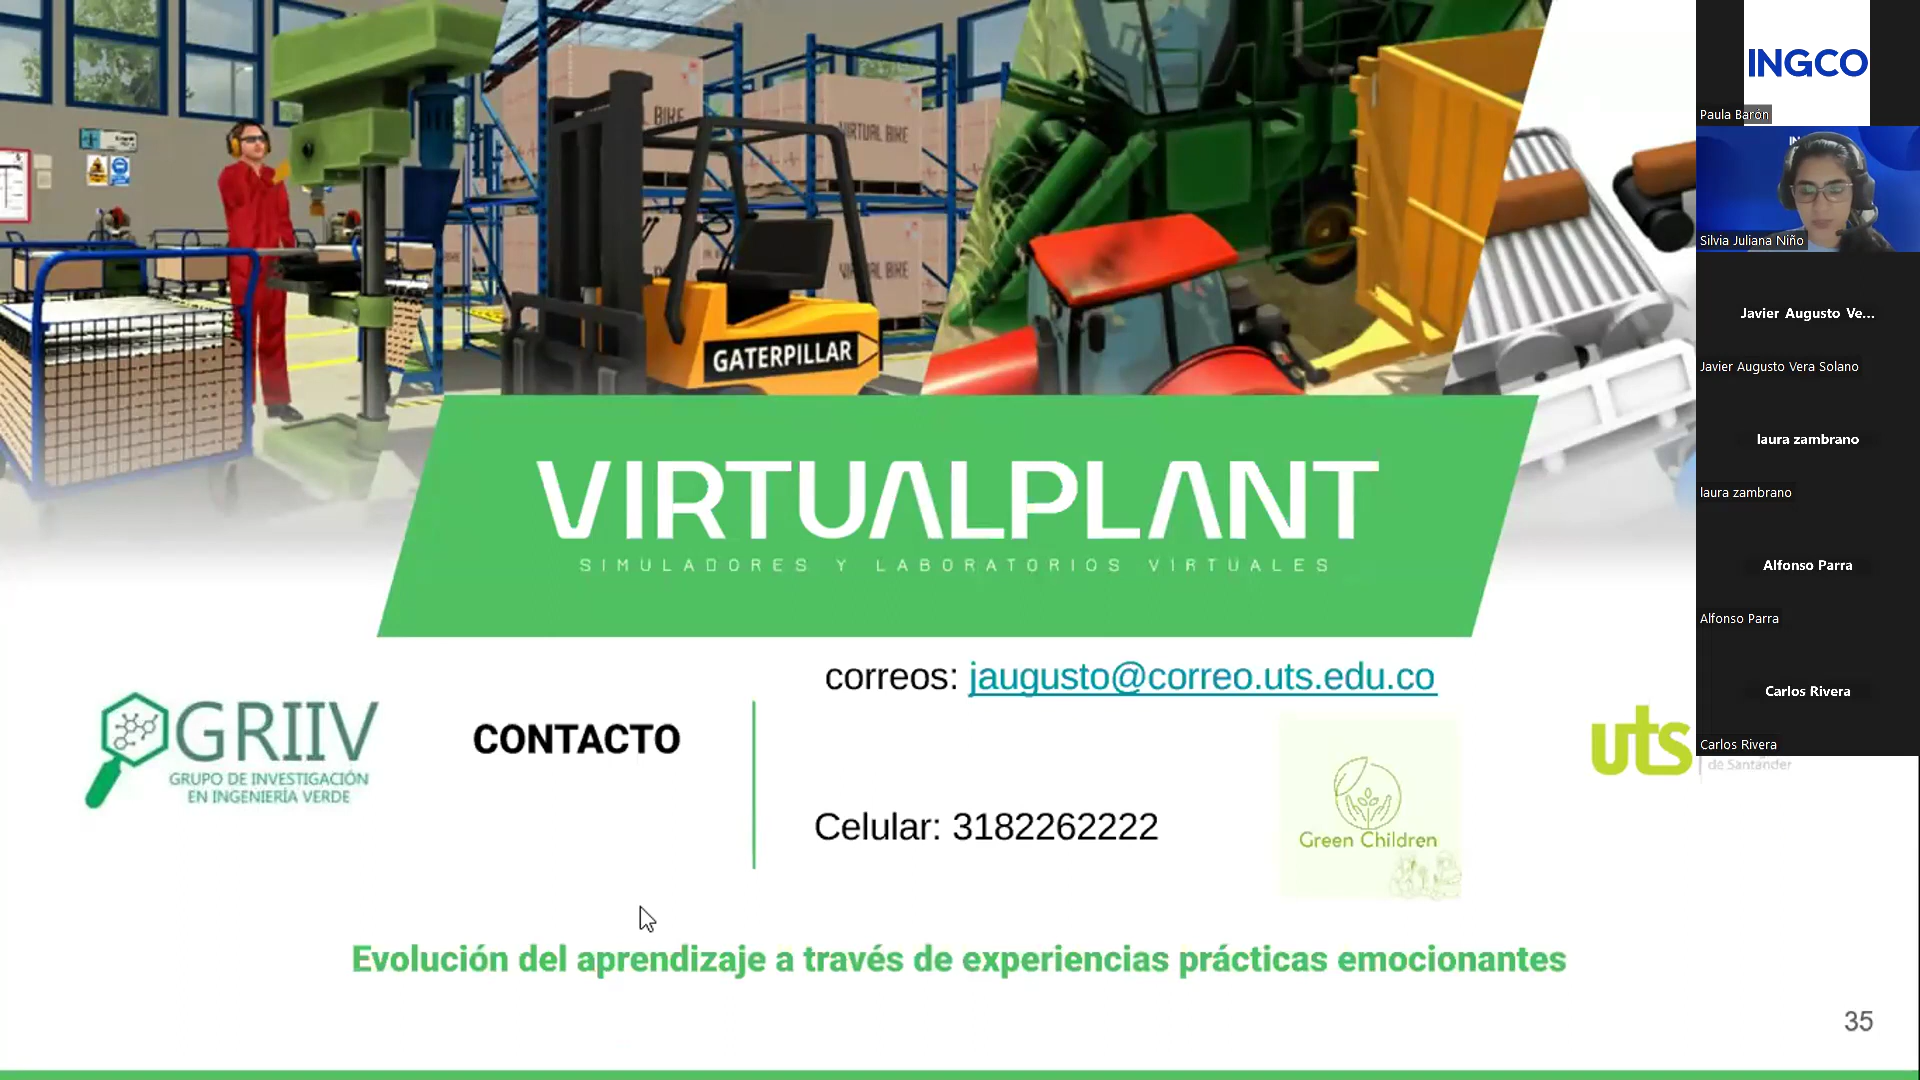 BIKE
VIRTUAL BIKE
GATERPILLAR
VIRTUALPLANT
SIMULADORES Y LABORATORIOS VIRTUALES
correos: jaugusto@correo.uts.edu.co
GRIIV
GRUPO DE INVESTIGACIÓN
EN INGENIERÍA VERDE
CONTACTO
Celular: 3182262222
Green Children
uts
de Santander
Evolución del aprendizaje a través de experiencias prácticas emocionantes
35
INGCO
Paula Barón
Silvia Juliana Niño
Javier Augusto Ve...
Javier Augusto Vera Solano
laura zambrano
laura zambrano
Alfonso Parra
Alfonso Parra
Carlos Rivera
Carlos Rivera